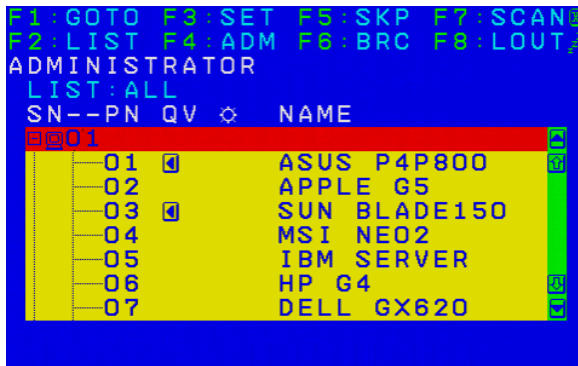 F1:GOTO F3:SET F5:SKP F7:SCAN
F2:LIST F4:ADM F6:BRC F8:LOUT
ADMINISTRATOR
LIST:ALL
SN--PN QV ☼ NAME
01
01 ASUS P4P800
02 APPLE G5
03 SUN BLADE150
04 MSI NEO2
05 IBM SERVER
06 HP G4
07 DELL GX620